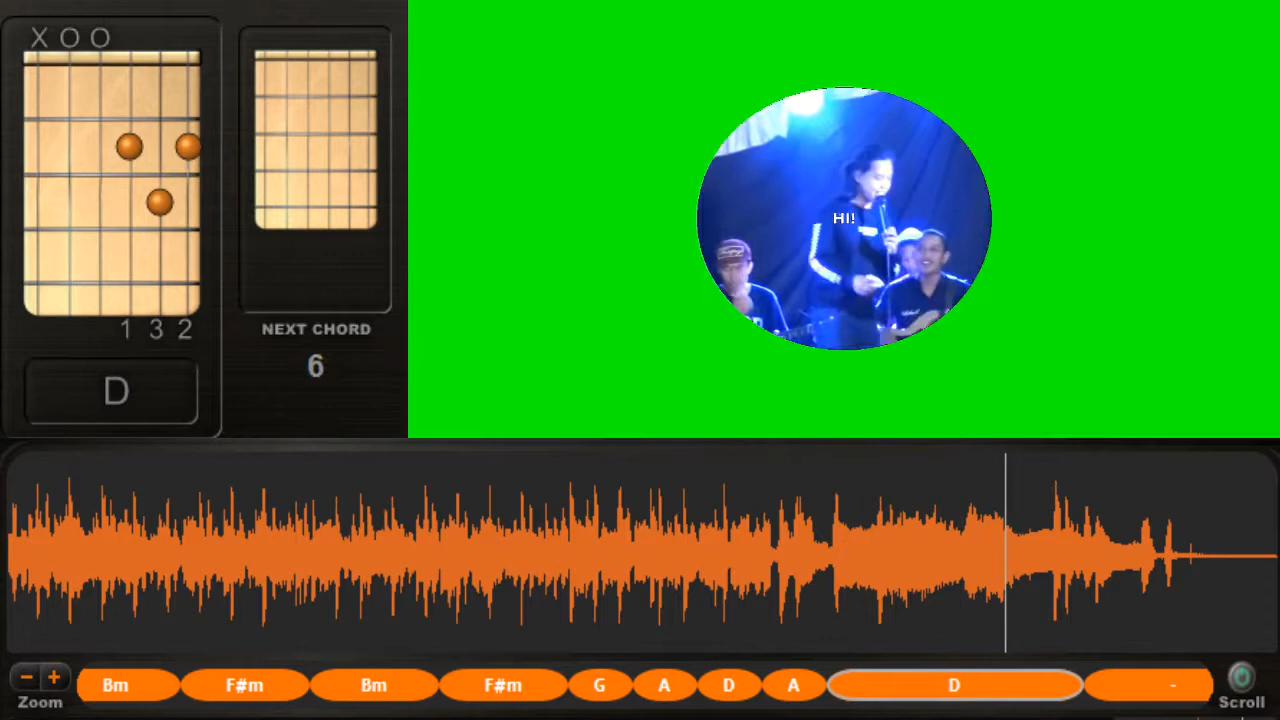 X O O
1 3 2
D
NEXT CHORD
6
HI!
Bm F#m Bm F#m G A D A D -
- +
Zoom
Scroll